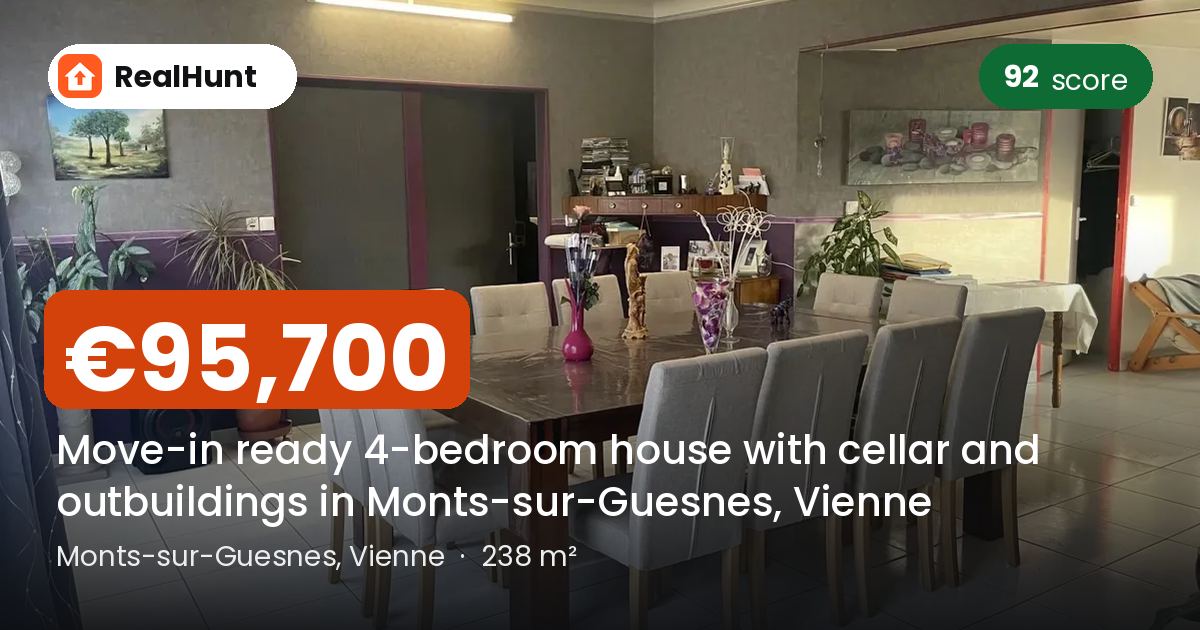 RealHunt
92 score
€95,700
Move-in ready 4-bedroom house with cellar and
outbuildings in Monts-sur-Guesnes, Vienne
Monts-sur-Guesnes, Vienne · 238 m²